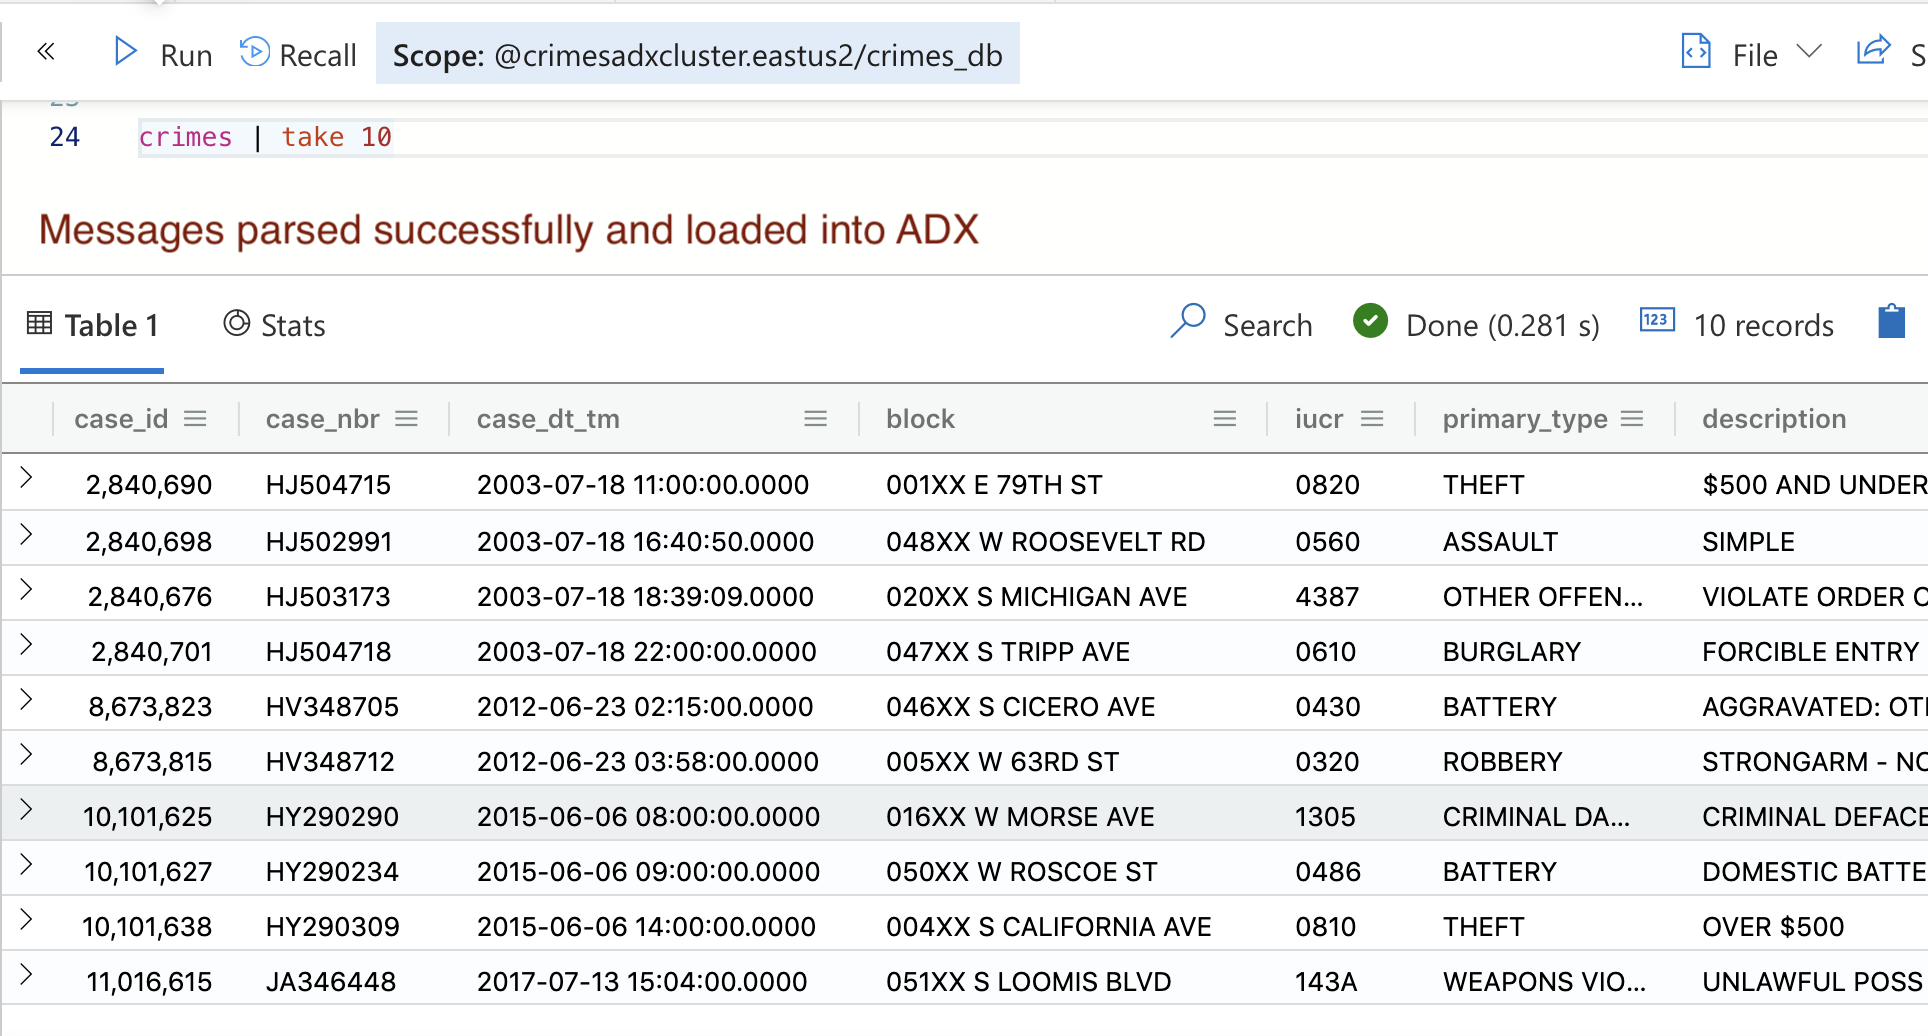 « Run Recall Scope: @crimesadxcluster.eastus2/crimes_db File
24 crimes | take 10
Messages parsed successfully and loaded into ADX
Table 1 Stats Search Done (0.281 s) 123 10 records
case_id case_nbr case_dt_tm block iucr primary_type description
2,840,690 HJ504715 2003-07-18 11:00:00.0000 001XX E 79TH ST 0820 THEFT $500 AND UNDER
2,840,698 HJ502991 2003-07-18 16:40:50.0000 048XX W ROOSEVELT RD 0560 ASSAULT SIMPLE
2,840,676 HJ503173 2003-07-18 18:39:09.0000 020XX S MICHIGAN AVE 4387 OTHER OFFEN... VIOLATE ORDER
2,840,701 HJ504718 2003-07-18 22:00:00.0000 047XX S TRIPP AVE 0610 BURGLARY FORCIBLE ENTRY
8,673,823 HV348705 2012-06-23 02:15:00.0000 046XX S CICERO AVE 0430 BATTERY AGGRAVATED:
8,673,815 HV348712 2012-06-23 03:58:00.0000 005XX W 63RD ST 0320 ROBBERY STRONGARM -
10,101,625 HY290290 2015-06-06 08:00:00.0000 016XX W MORSE AVE 1305 CRIMINAL DA... CRIMINAL DEFACE
10,101,627 HY290234 2015-06-06 09:00:00.0000 050XX W ROSCOE ST 0486 BATTERY DOMESTIC BATTE
10,101,638 HY290309 2015-06-06 14:00:00.0000 004XX S CALIFORNIA AVE 0810 THEFT OVER $500
11,016,615 JA346448 2017-07-13 15:04:00.0000 051XX S LOOMIS BLVD 143A WEAPONS VIO... UNLAWFUL POSS